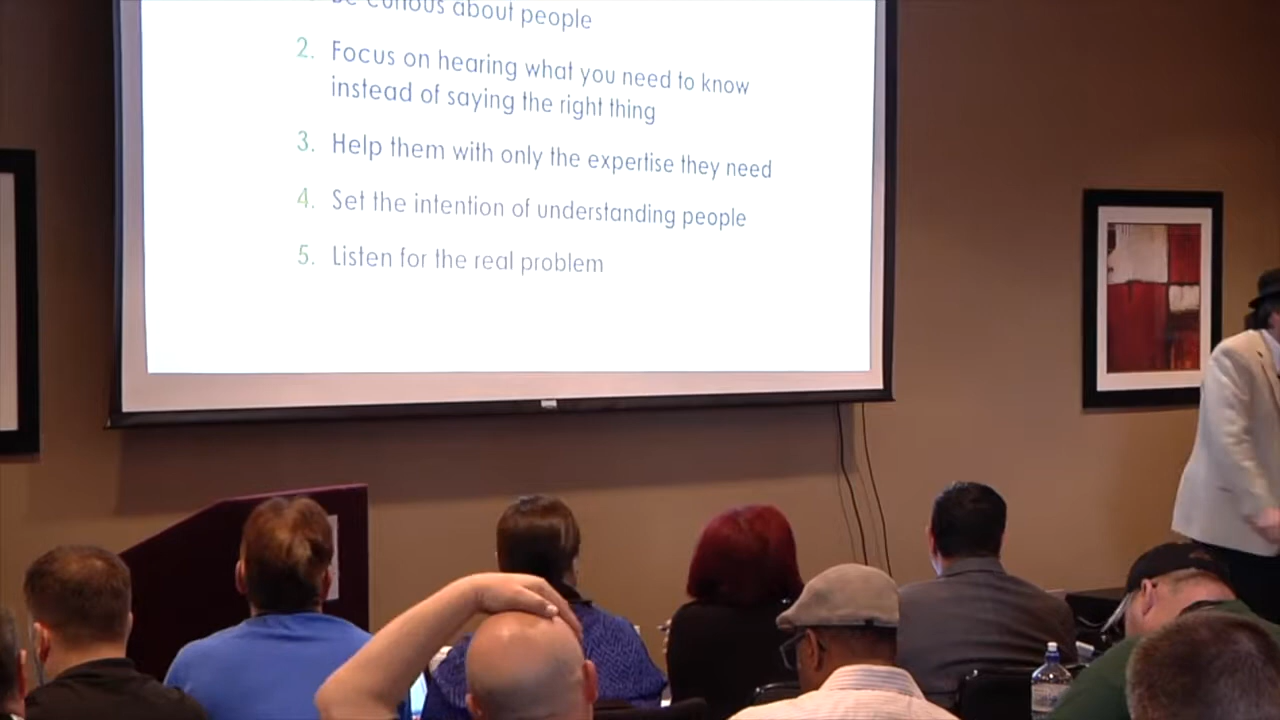 Be curious about people
2. Focus on hearing what you need to know
instead of saying the right thing
3. Help them with only the expertise they need
4. Set the intention of understanding people
5. Listen for the real problem